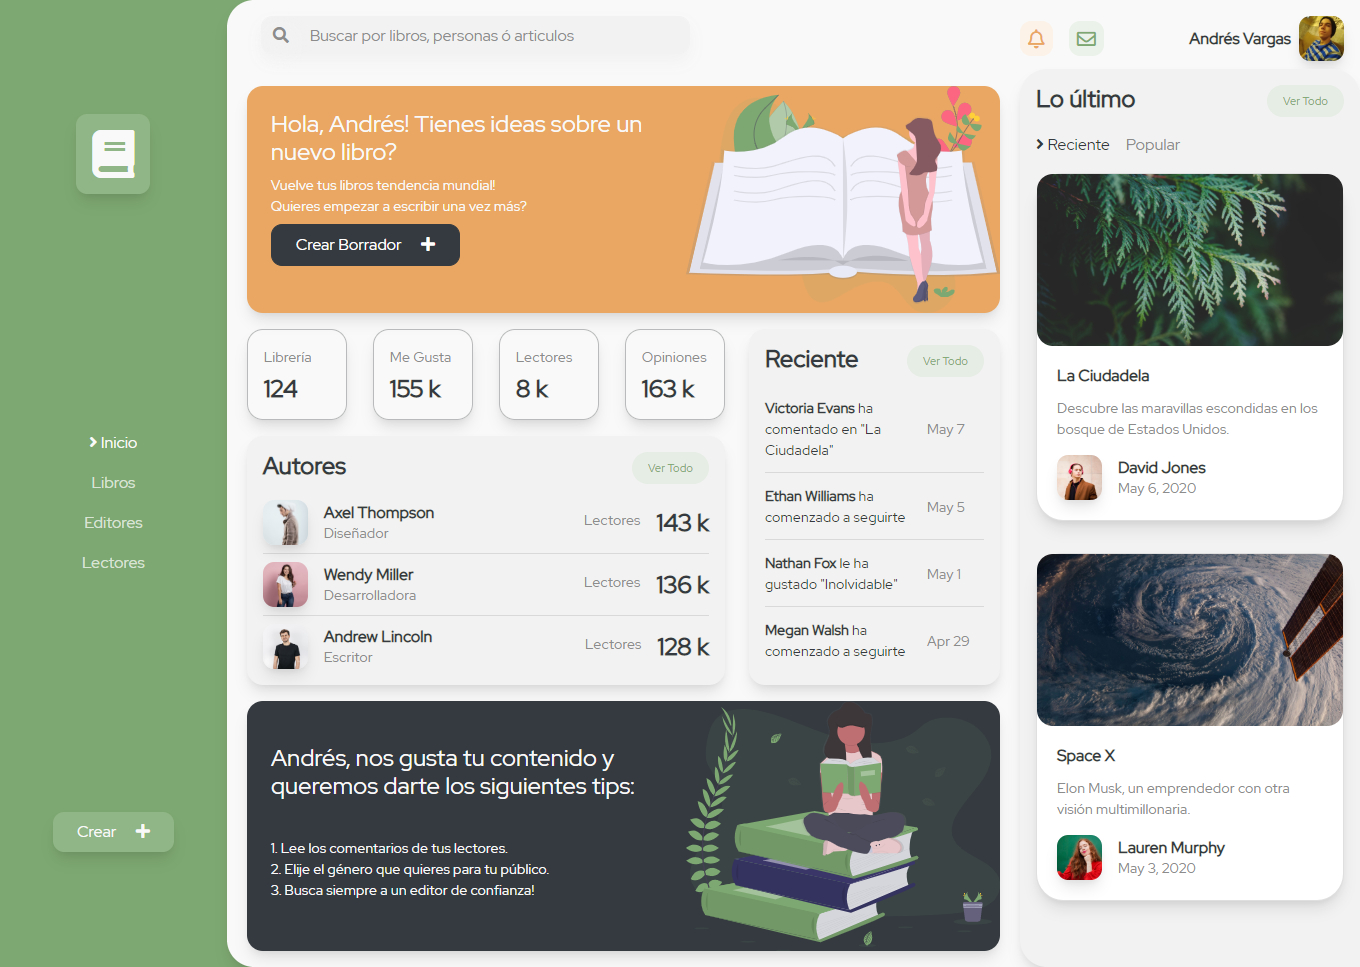 Inicio
Libros
Editores
Lectores
Crear
Buscar por libros, personas ó articulos
Andrés Vargas
Hola, Andrés! Tienes ideas sobre un
nuevo libro?
Vuelve tus libros tendencia mundial!
Quieres empezar a escribir una vez más?
Crear Borrador
Librería
124
Me Gusta
155 k
Lectores
8 k
Opiniones
163 k
Autores
Ver Todo
Axel Thompson
Diseñador
Lectores
143 k
Wendy Miller
Desarrolladora
Lectores
136 k
Andrew Lincoln
Escritor
Lectores
128 k
Reciente
Ver Todo
Victoria Evans ha
comentado en "La
Ciudadela"
May 7
Ethan Williams ha
comenzado a seguirte
May 5
Nathan Fox le ha
gustado "Inolvidable"
May 1
Megan Walsh ha
comenzado a seguirte
Apr 29
Andrés, nos gusta tu contenido y
queremos darte los siguientes tips:
1. Lee los comentarios de tus lectores.
2. Elije el género que quieres para tu público.
3. Busca siempre a un editor de confianza!
Lo último
Ver Todo
Reciente
Popular
La Ciudadela
Descubre las maravillas escondidas en los
bosque de Estados Unidos.
David Jones
May 6, 2020
Space X
Elon Musk, un emprendedor con otra
visión multimillonaria.
Lauren Murphy
May 3, 2020